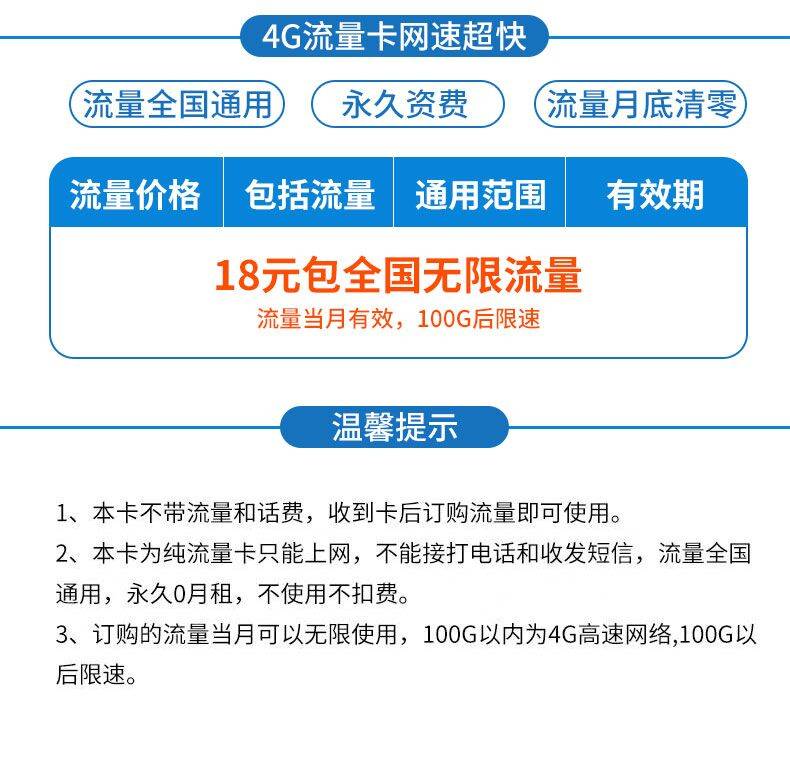 4G流量卡网速超快
流量全国通用
永久资费
流量月底清零
流量价格
包括流量
通用范围
有效期
18元包全国无限流量
流量当月有效，100G后限速
温馨提示
1、本卡不带流量和话费，收到卡后订购流量即可使用。
2、本卡为纯流量卡只能上网，不能接打电话和收发短信，流量全国
通用，永久0月租，不使用不扣费。
3、订购的流量当月可以无限使用，100G以内为4G高速网络,100G以
后限速。